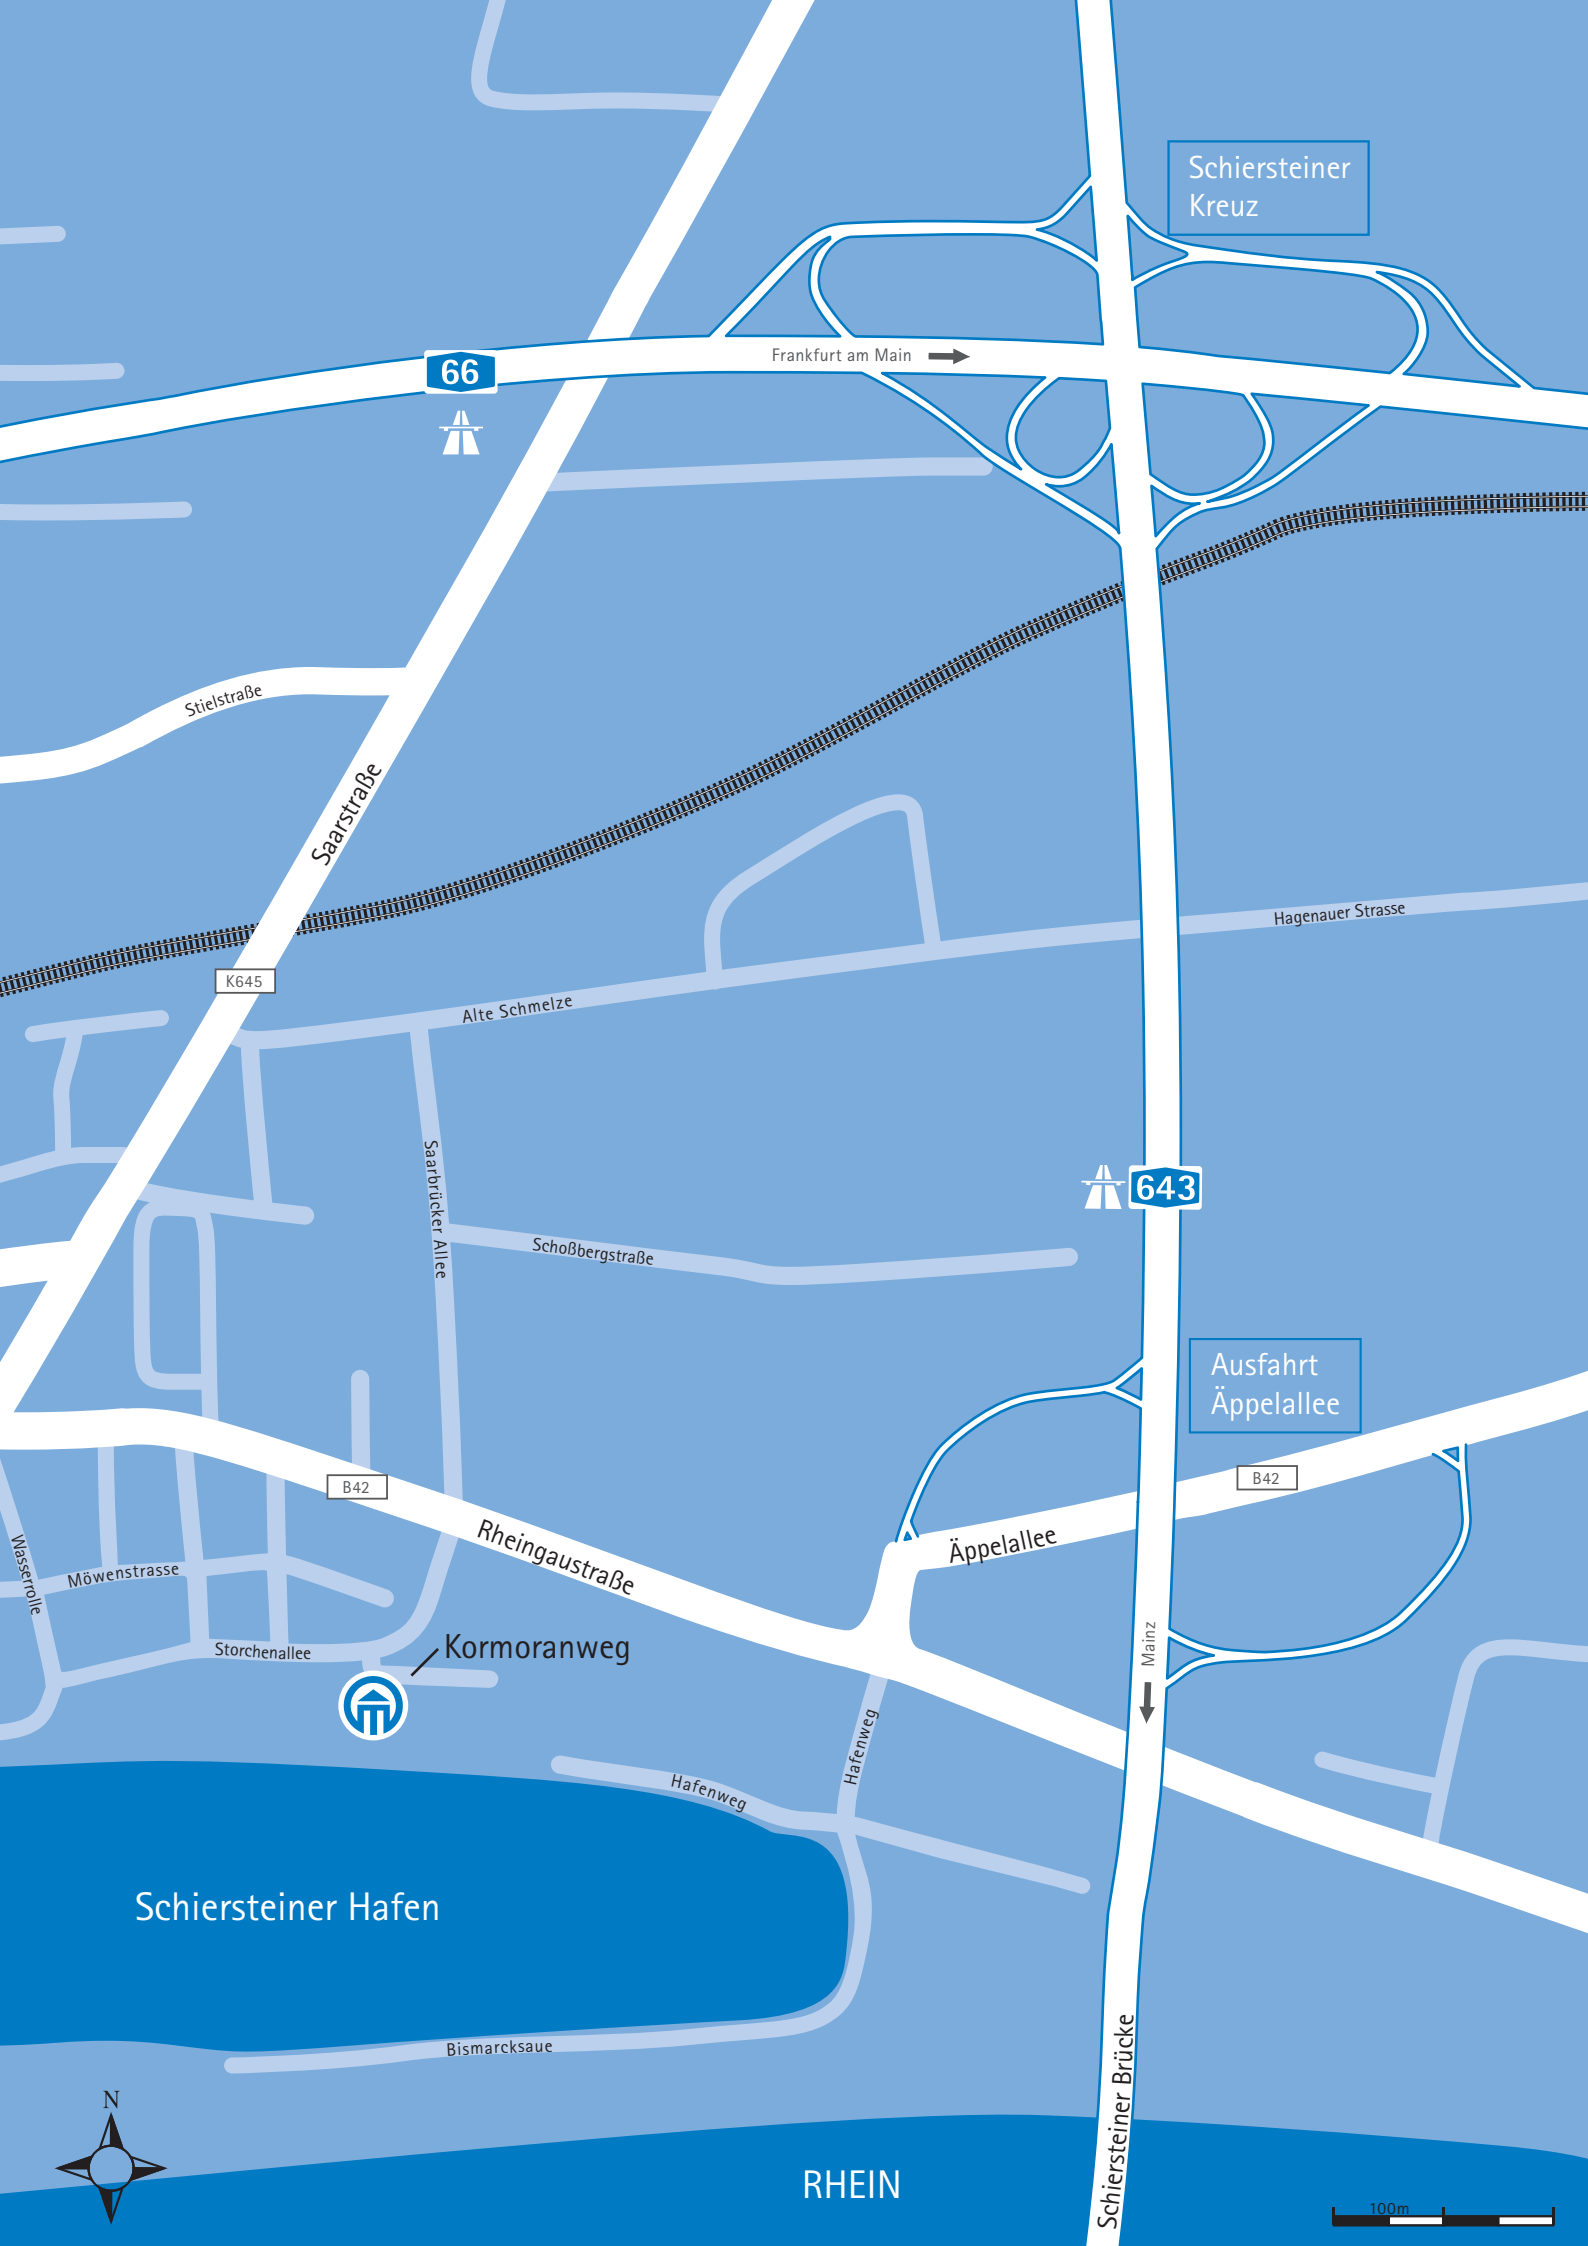 Schiersteiner
Kreuz
Frankfurt am Main
66
Stielstraße
Saarstraße
Hagenauer Strasse
K645
Alte Schmelze
Saarbrücker Allee
643
Schoßbergstraße
Ausfahrt
Äppelallee
B42
B42
Rheingaustraße
Äppelallee
Wasserrolle
Möwenstrasse
Storchenallee
Kormoranweg
Mainz
Hafenweg
Hafenweg
Schiersteiner Hafen
Bismarcksaue
Schiersteiner Brücke
N
RHEIN
100m